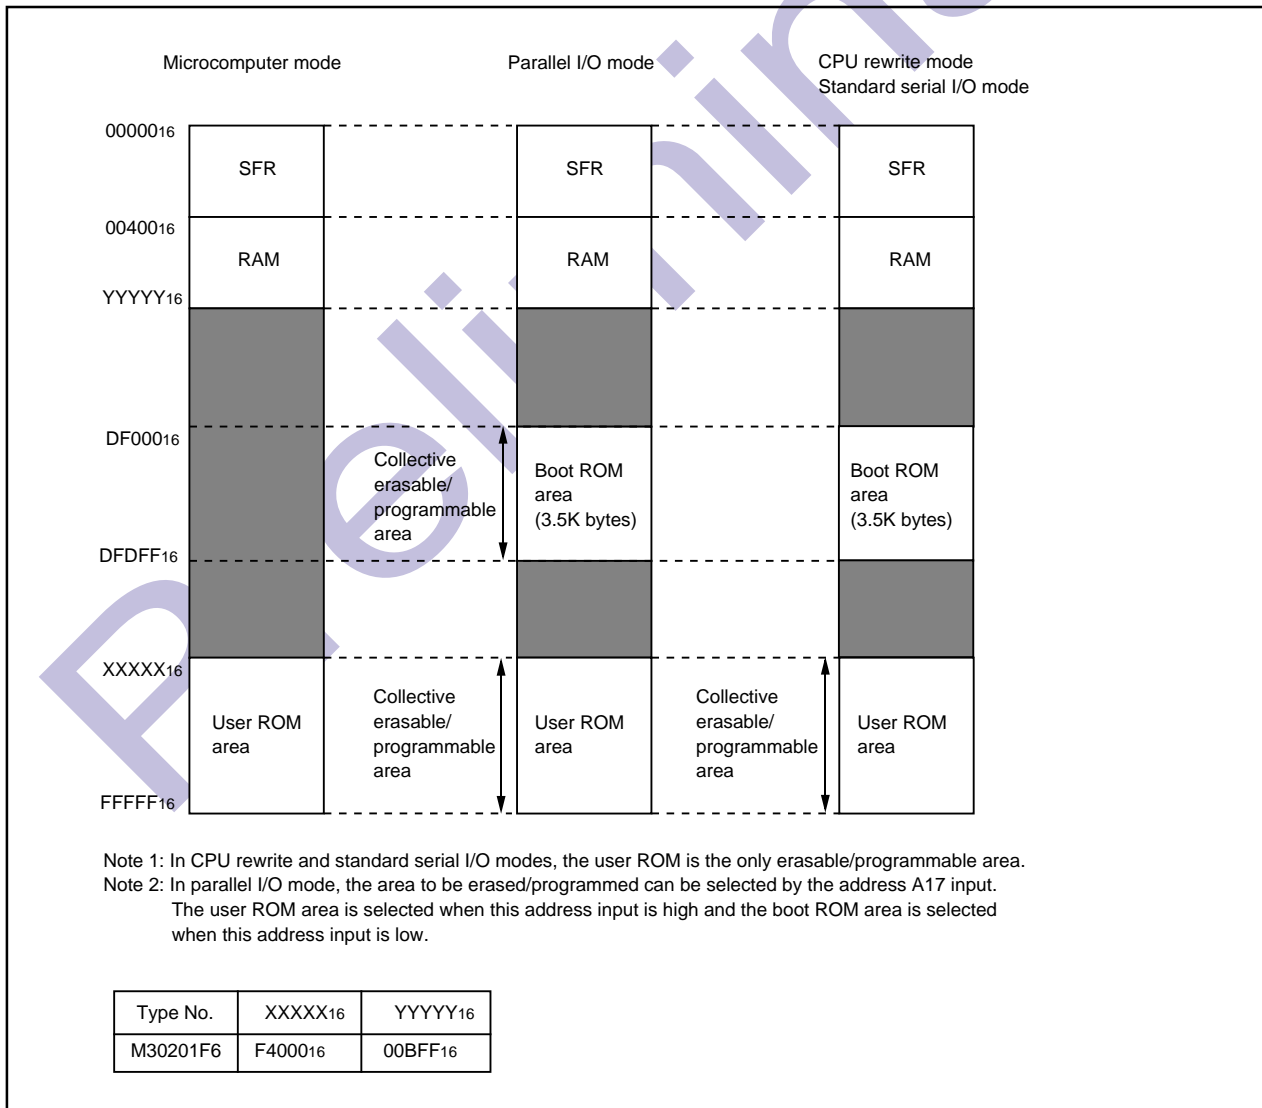 Microcomputer mode
Parallel I/O mode
CPU rewrite mode
Standard serial I/O mode
0000016
SFR
SFR
SFR
0040016
RAM
RAM
RAM
YYYYY16
DF00016
Collective
erasable/
programmable
area
Boot ROM
area
(3.5K bytes)
Boot ROM
area
(3.5K bytes)
DFDFF16
XXXXX16
User ROM
area
Collective
erasable/
programmable
area
User ROM
area
Collective
erasable/
programmable
area
User ROM
area
FFFFF16
Note 1: In CPU rewrite and standard serial I/O modes, the user ROM is the only erasable/programmable area.
Note 2: In parallel I/O mode, the area to be erased/programmed can be selected by the address A17 input.
The user ROM area is selected when this address input is high and the boot ROM area is selected
when this address input is low.
Type No. XXXXX16 YYYYY16
M30201F6 F400016 00BFF16
Prelimin